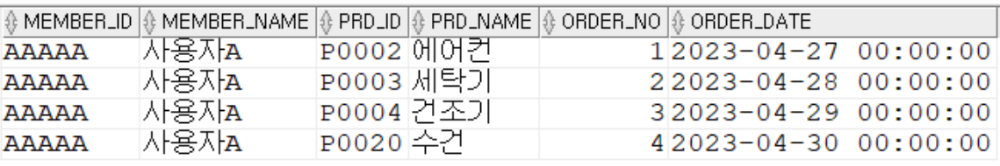 MEMBER_ID MEMBER_NAME PRD_ID PRD_NAME ORDER_NO ORDER_DATE
AAAAA 사용자A P0002 에어컨 1 2023-04-27 00:00:00
AAAAA 사용자A P0003 세탁기 2 2023-04-28 00:00:00
AAAAA 사용자A P0004 건조기 3 2023-04-29 00:00:00
AAAAA 사용자A P0020 수건 4 2023-04-30 00:00:00